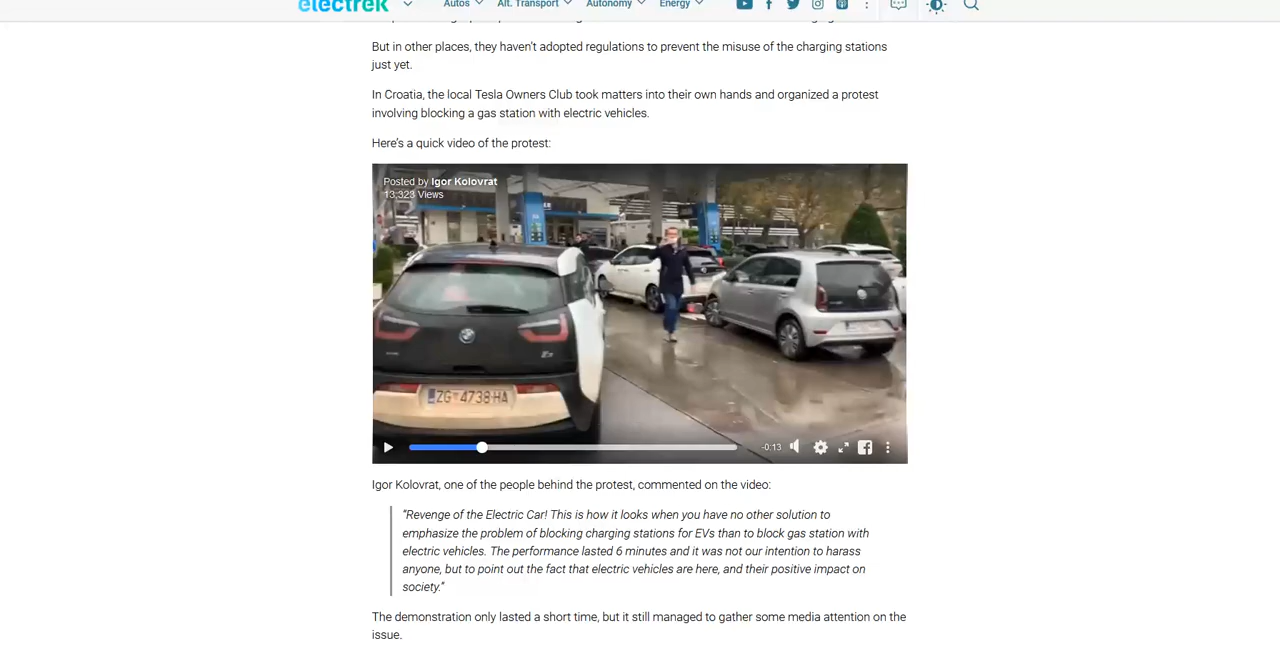 electrek
Autos Alt. Transport Autonomy Energy
But in other places, they haven’t adopted regulations to prevent the misuse of the charging stations
just yet.
In Croatia, the local Tesla Owners Club took matters into their own hands and organized a protest
involving blocking a gas station with electric vehicles.
Here’s a quick video of the protest:
Posted by Igor Kolovrat
13,323 Views
ZG 4738-HA
-0:13
Igor Kolovrat, one of the people behind the protest, commented on the video:
“Revenge of the Electric Car! This is how it looks when you have no other solution to
emphasize the problem of blocking charging stations for EVs than to block gas station with
electric vehicles. The performance lasted 6 minutes and it was not our intention to harass
anyone, but to point out the fact that electric vehicles are here, and their positive impact on
society.”
The demonstration only lasted a short time, but it still managed to gather some media attention on the
issue.